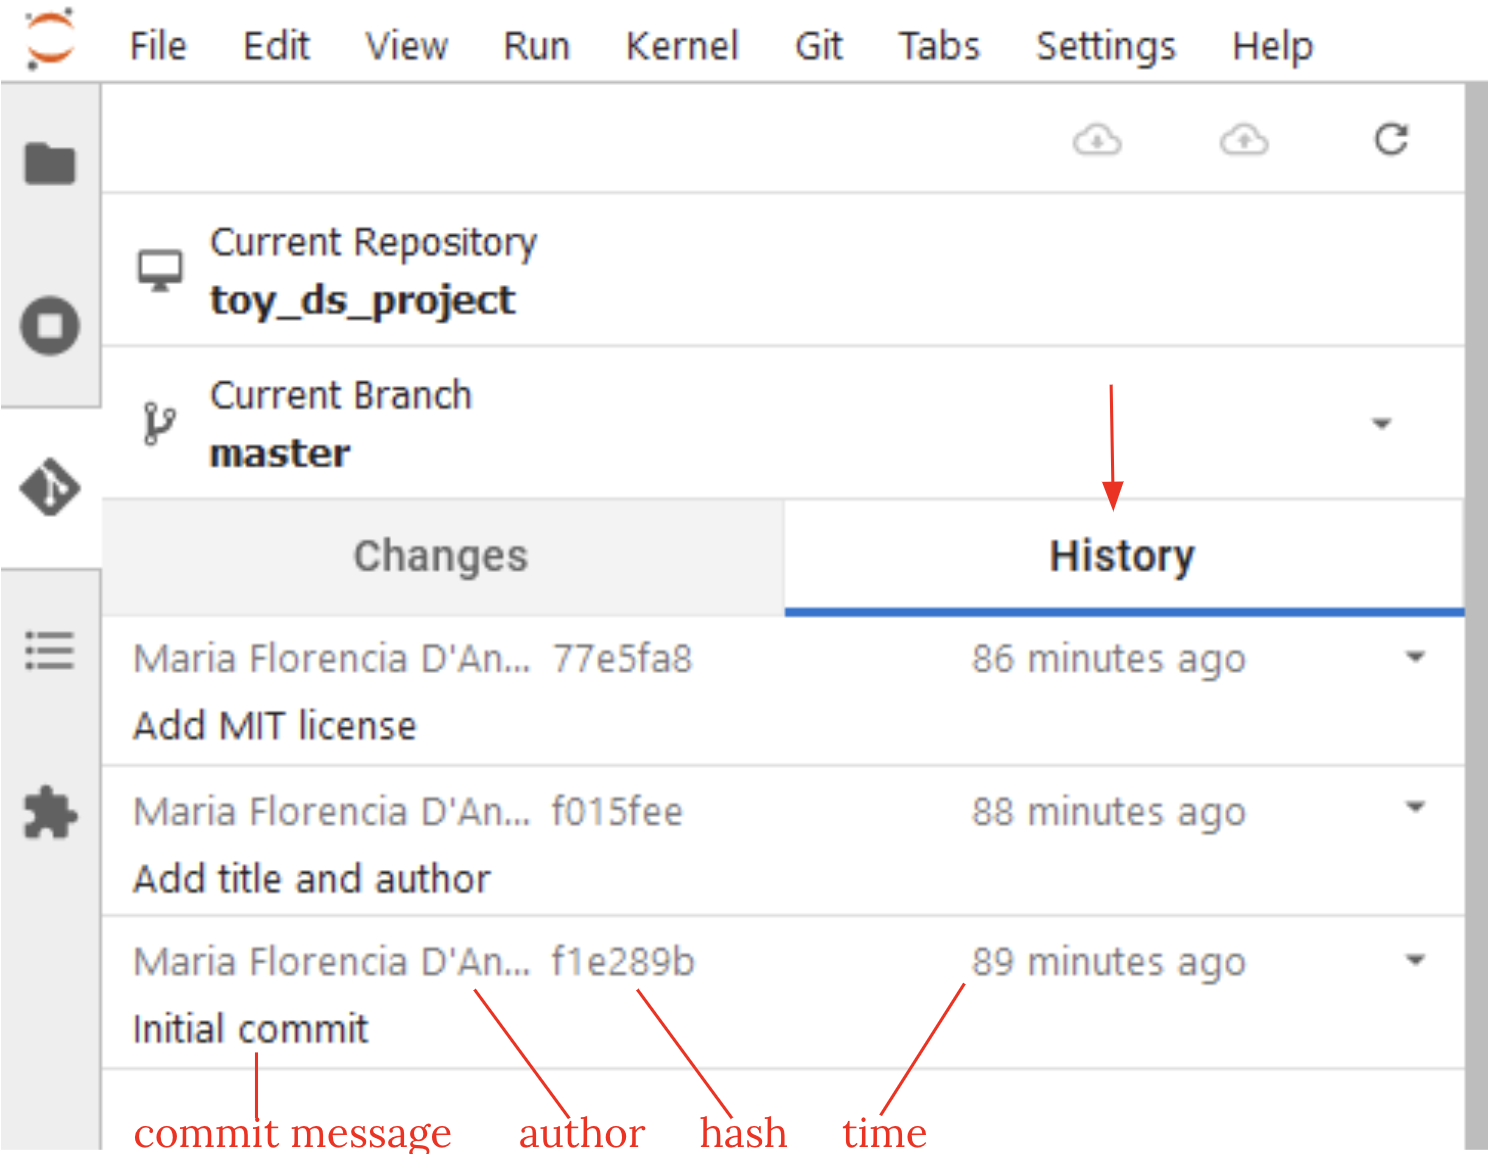 File Edit View Run Kernel Git Tabs Settings Help
Current Repository
toy_ds_project
Current Branch
master
Changes History
Maria Florencia D'An... 77e5fa8 86 minutes ago
Add MIT license
Maria Florencia D'An... f015fee 88 minutes ago
Add title and author
Maria Florencia D'An... f1e289b 89 minutes ago
Initial commit
commit message author hash time